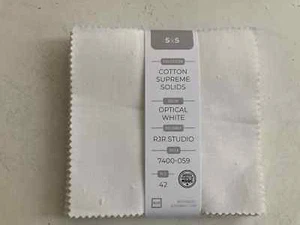 5 x 5
COTTON
SUPREME
SOLIDS
OPTICAL
WHITE
RJR STUDIO
7400-059
42